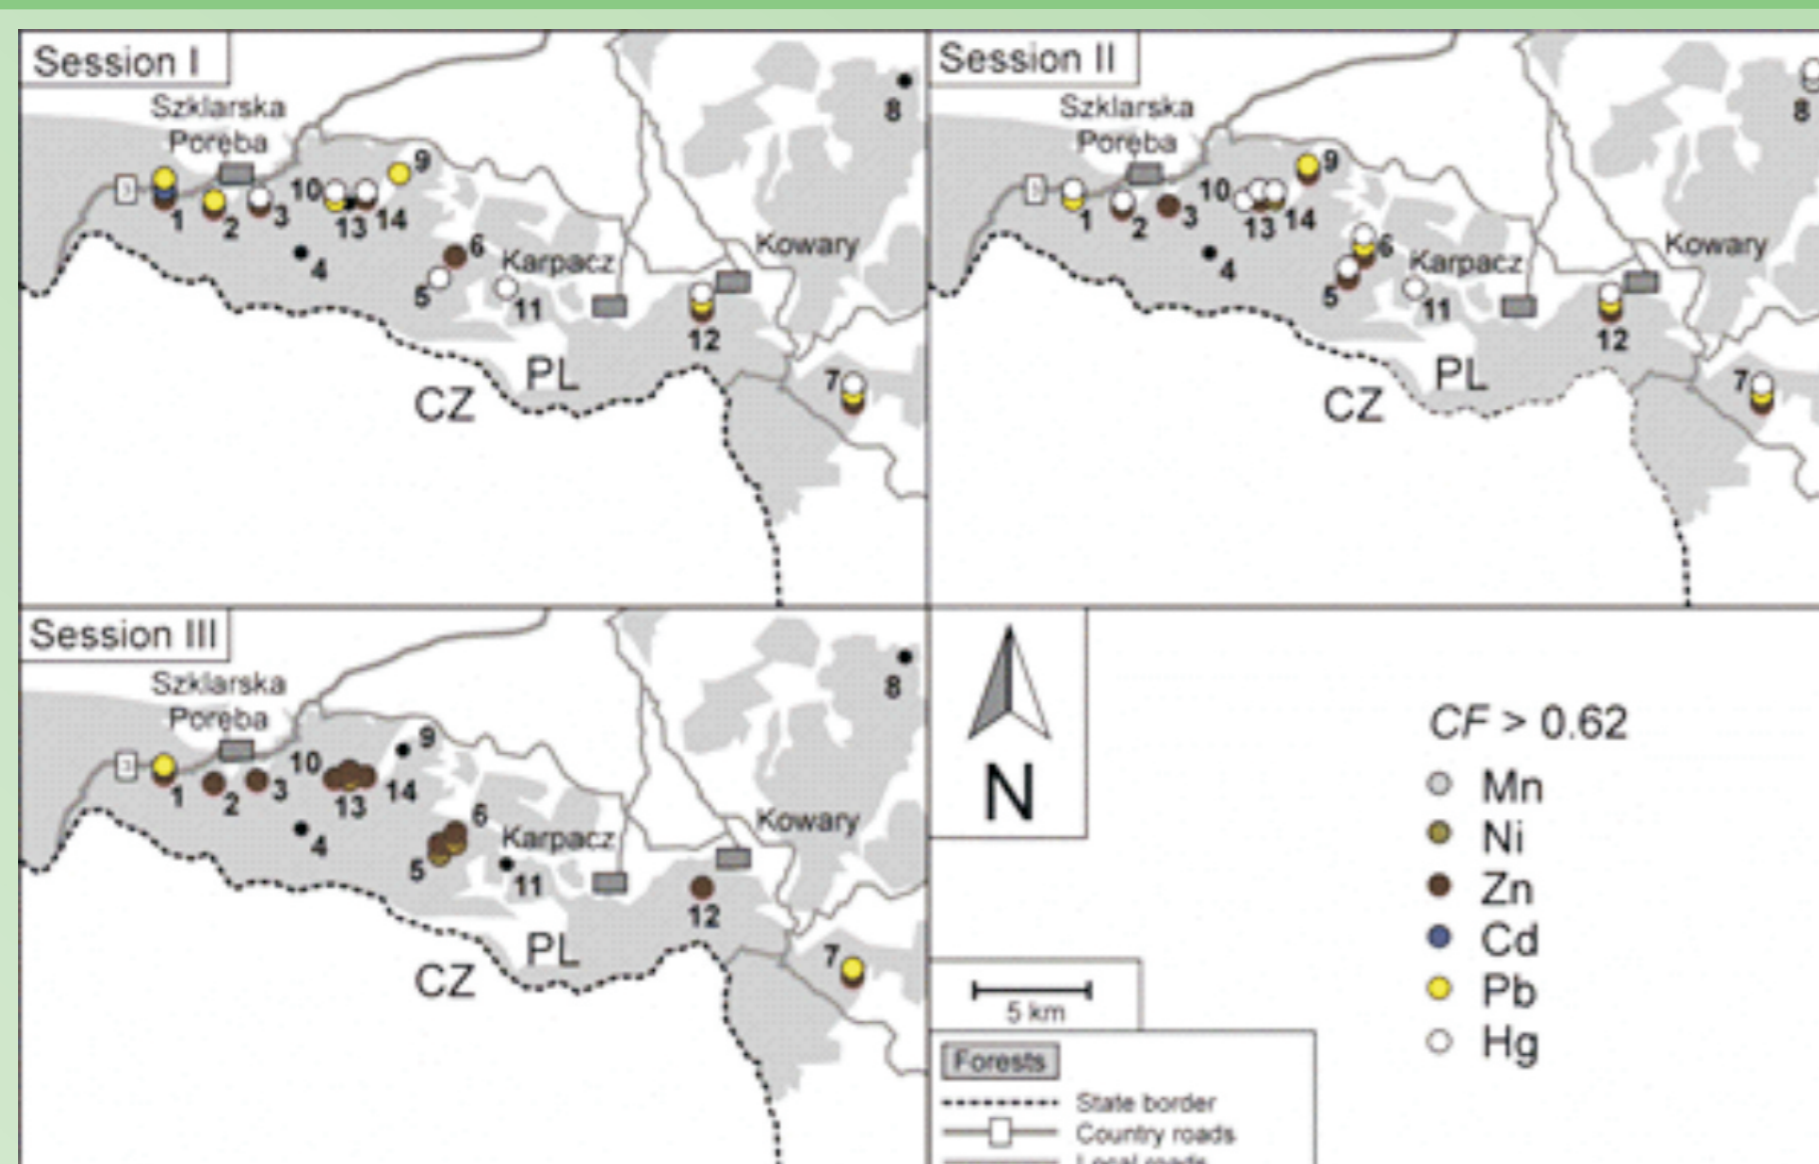 Session I
Szklarska
Poręba
8
9
10
1
2
3
13
14
4
6
Karpacz
Kowary
5
11
12
PL
CZ
7
Session II
Szklarska
Poręba
8
9
10
1
2
3
13
14
4
6
Karpacz
Kowary
5
11
12
PL
CZ
7
Session III
Szklarska
Poręba
8
9
10
1
2
3
13
14
4
6
Karpacz
Kowary
5
11
12
PL
CZ
7
N
5 km
Forests
State border
Country roads
Local roads
CF > 0.62
Mn
Ni
Zn
Cd
Pb
Hg